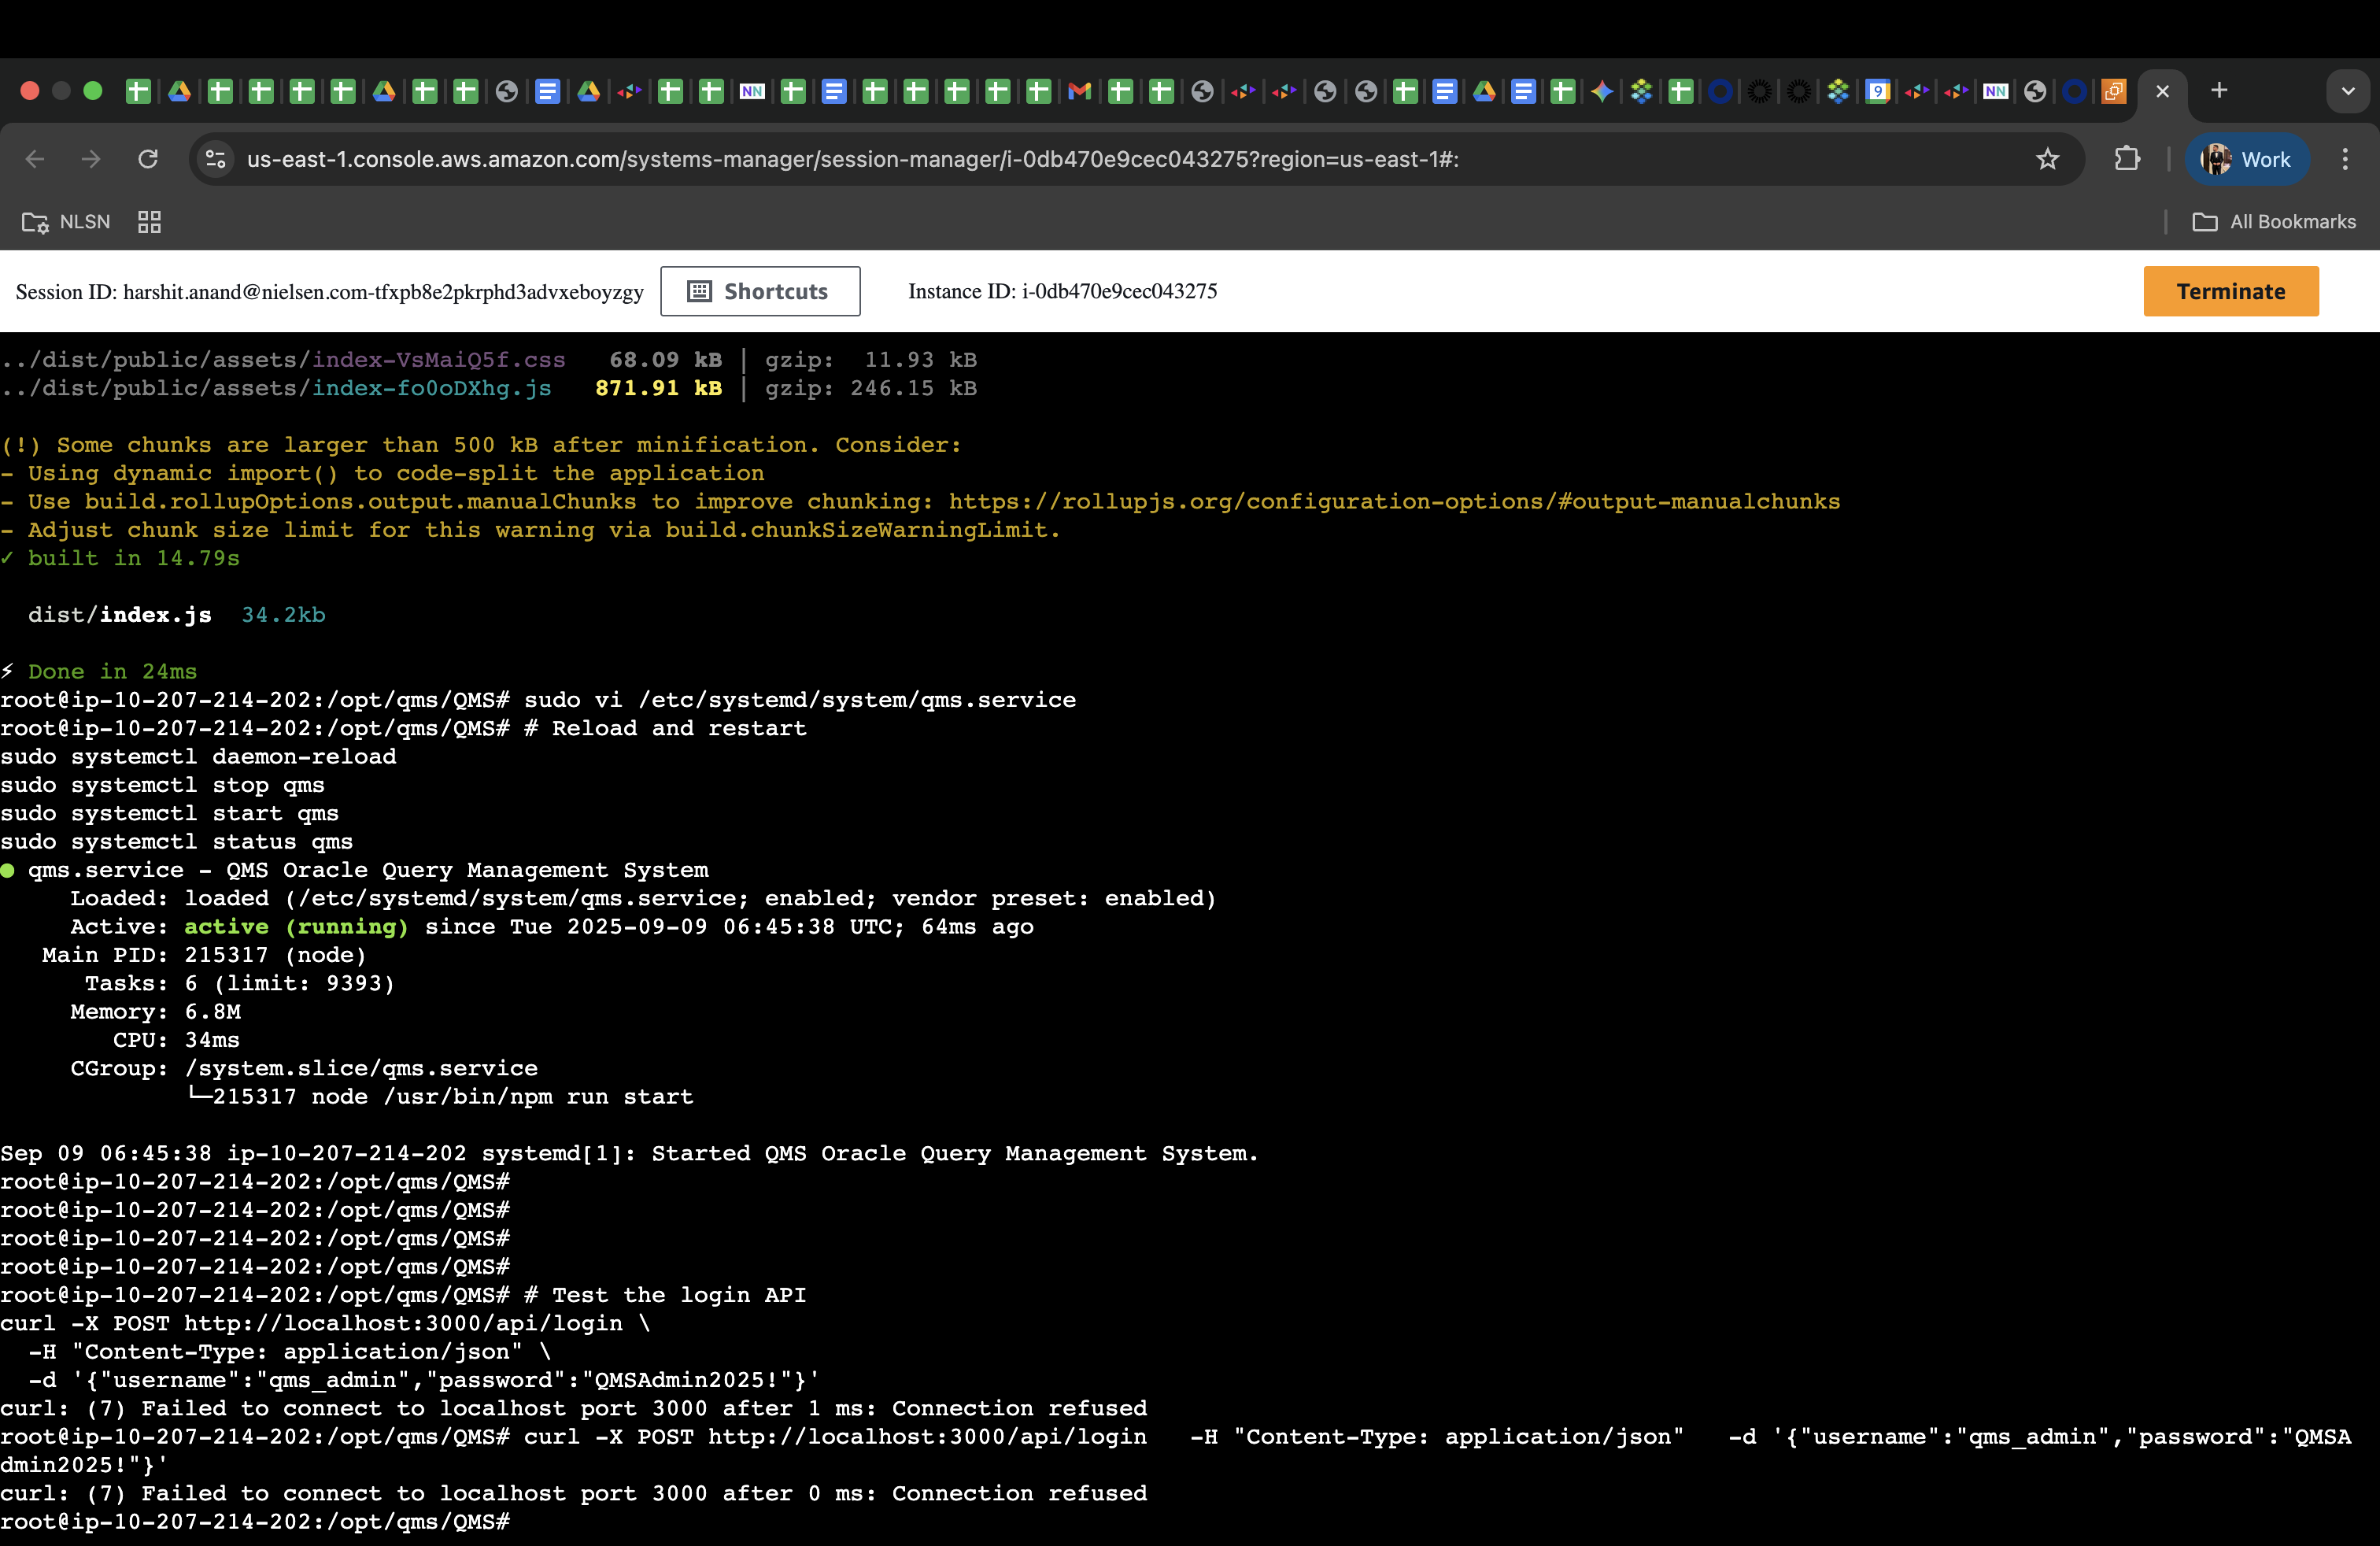 us-east-1.console.aws.amazon.com/systems-manager/session-manager/i-0db470e9cec043275?region=us-east-1#:
Work
NLSN
All Bookmarks
Session ID: harshit.anand@nielsen.com-tfxpb8e2pkrphd3advxeboyzgy
Shortcuts
Instance ID: i-0db470e9cec043275
Terminate
../dist/public/assets/index-VsMaiQ5f.css   68.09 kB │ gzip:  11.93 kB
../dist/public/assets/index-fo0oDXhg.js   871.91 kB │ gzip: 246.15 kB
(!) Some chunks are larger than 500 kB after minification. Consider:
- Using dynamic import() to code-split the application
- Use build.rollupOptions.output.manualChunks to improve chunking: https://rollupjs.org/configuration-options/#output-manualchunks
- Adjust chunk size limit for this warning via build.chunkSizeWarningLimit.
✓ built in 14.79s
dist/index.js  34.2kb
⚡ Done in 24ms
root@ip-10-207-214-202:/opt/qms/QMS# sudo vi /etc/systemd/system/qms.service
root@ip-10-207-214-202:/opt/qms/QMS# # Reload and restart
sudo systemctl daemon-reload
sudo systemctl stop qms
sudo systemctl start qms
sudo systemctl status qms
● qms.service - QMS Oracle Query Management System
Loaded: loaded (/etc/systemd/system/qms.service; enabled; vendor preset: enabled)
Active: active (running) since Tue 2025-09-09 06:45:38 UTC; 64ms ago
Main PID: 215317 (node)
Tasks: 6 (limit: 9393)
Memory: 6.8M
CPU: 34ms
CGroup: /system.slice/qms.service
└─215317 node /usr/bin/npm run start
Sep 09 06:45:38 ip-10-207-214-202 systemd[1]: Started QMS Oracle Query Management System.
root@ip-10-207-214-202:/opt/qms/QMS#
root@ip-10-207-214-202:/opt/qms/QMS#
root@ip-10-207-214-202:/opt/qms/QMS#
root@ip-10-207-214-202:/opt/qms/QMS#
root@ip-10-207-214-202:/opt/qms/QMS# # Test the login API
curl -X POST http://localhost:3000/api/login \
-H "Content-Type: application/json" \
-d '{"username":"qms_admin","password":"QMSAdmin2025!"}'
curl: (7) Failed to connect to localhost port 3000 after 1 ms: Connection refused
root@ip-10-207-214-202:/opt/qms/QMS# curl -X POST http://localhost:3000/api/login   -H "Content-Type: application/json"   -d '{"username":"qms_admin","password":"QMSA
dmin2025!"}'
curl: (7) Failed to connect to localhost port 3000 after 0 ms: Connection refused
root@ip-10-207-214-202:/opt/qms/QMS#